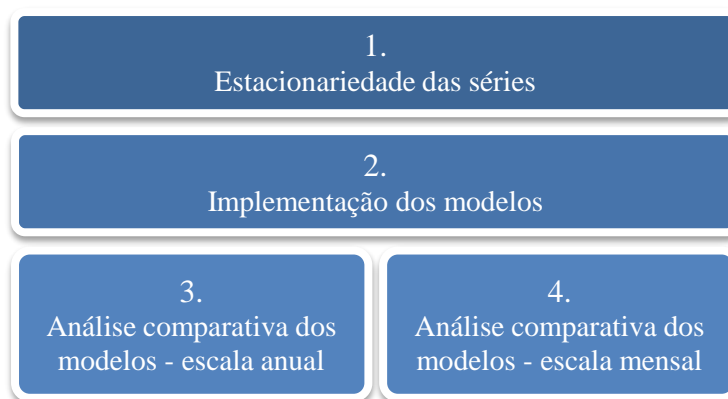 1.
Estacionariedade das séries
2.
Implementação dos modelos
3.
Análise comparativa dos
modelos - escala anual
4.
Análise comparativa dos
modelos - escala mensal